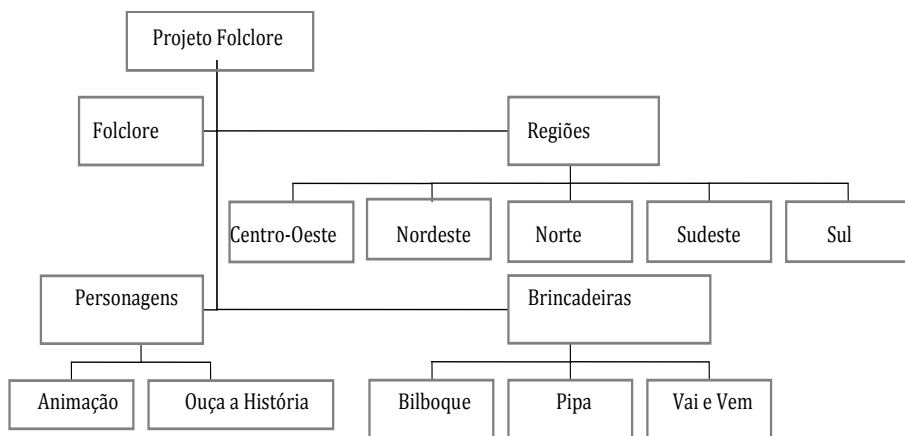 Projeto Folclore
Folclore
Regiões
Centro-Oeste
Nordeste
Norte
Sudeste
Sul
Personagens
Brincadeiras
Animação
Ouça a História
Bilboque
Pipa
Vai e Vem